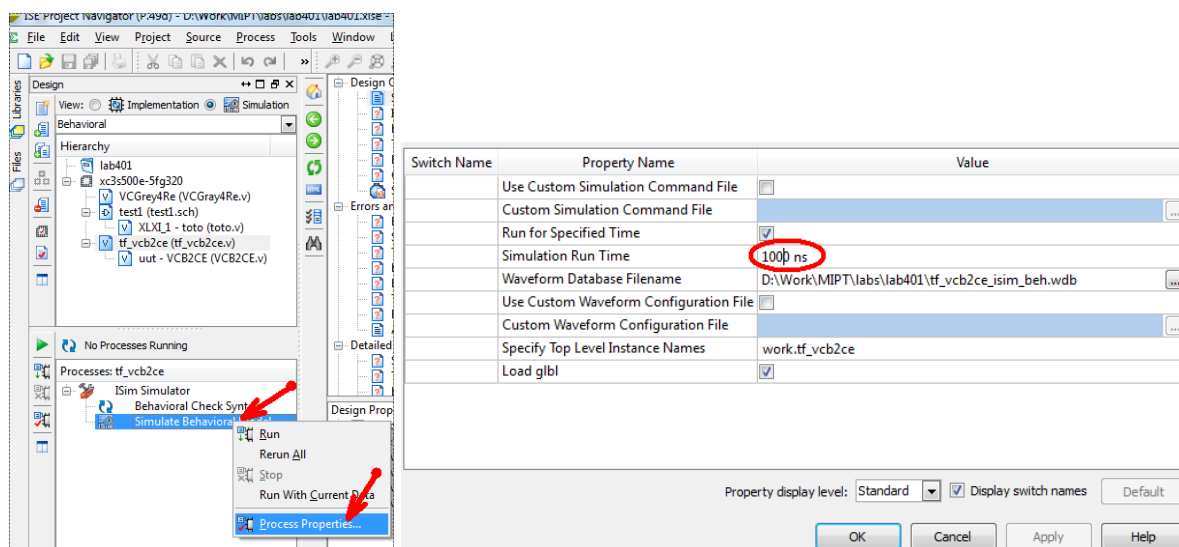 ISE Project Navigator (P.49d) - D:\Work\MIPT\labs\lab401\lab401.xise -
File Edit View Project Source Process Tools Window
Libraries
Files
Design
View: Implementation Simulation
Behavioral
Hierarchy
lab401
xc3s500e-5fg320
VCGrey4Re (VCGray4Re.v)
test1 (test1.sch)
XLXI_1 - toto (toto.v)
tf_vcb2ce (tf_vcb2ce.v)
uut - VCB2CE (VCB2CE.v)
No Processes Running
Processes: tf_vcb2ce
ISim Simulator
Behavioral Check Synt
Simulate Behavioral
Run
Rerun All
Stop
Run With Current Data
Process Properties...
Design
Errors an
Detailed
Design Prop
Switch Name Property Name Value
Use Custom Simulation Command File
Custom Simulation Command File
Run for Specified Time
Simulation Run Time 1000 ns
Waveform Database Filename D:\Work\MIPT\labs\lab401\tf_vcb2ce_isim_beh.wdb
Use Custom Waveform Configuration File
Custom Waveform Configuration File
Specify Top Level Instance Names work.tf_vcb2ce
Load glbl
Property display level: Standard Display switch names Default
OK Cancel Apply Help